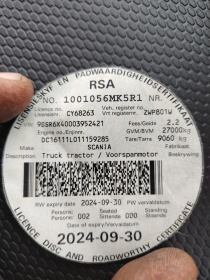 LISENSIESKYF EN PADWAARDIGHEIDSERTIFIKAAT
RSA
NO. 1001056MK5R1 NR.
Licence no.
Lisensienr. CY68263 Veh. register no.
Vrt. registernr. ZWP801W
VIN 9GSR6X40003952421 Fees/Gelde 2.2
Engine no.
Enjinnr. DC16111L011159285 GVM/BVM 27000kg
Tare/Tarra 9060 kg
Make SCANIA Fabrikaat
Description Truck tractor / Voorspanmotor Beskrywing
R/W expiry date 2024-09-30 PW vervaldatum
Persons:
Personne: 002 Seated
Sittende 000 Standing
Staande
Date of expiry/Vervaldatum
2024-09-30
LICENCE DISC AND ROADWORTHY CERTIFICATE